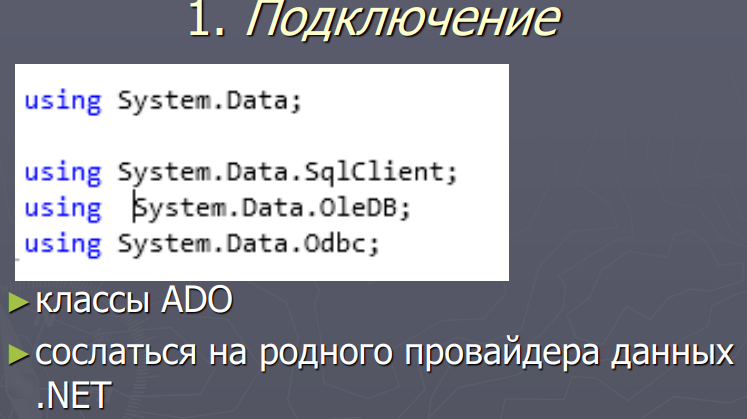 1. Подключение
using System.Data;
using System.Data.SqlClient;
using System.Data.OleDB;
using System.Data.Odbc;
►классы ADO
►сослаться на родного провайдера данных
.NET